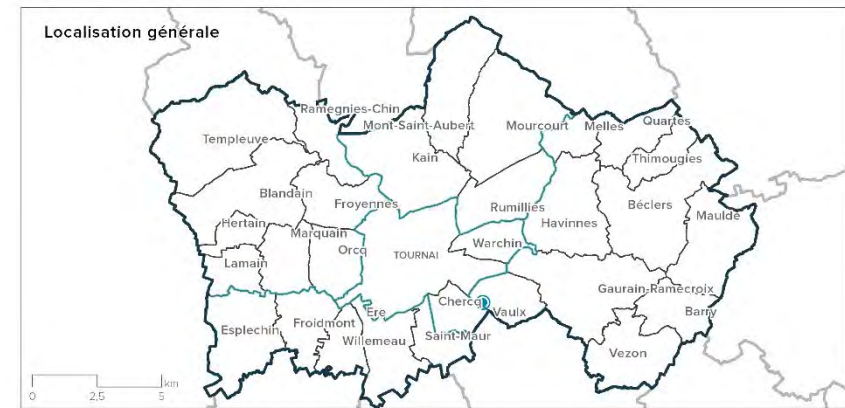 Localisation générale
Ramegnies-Chin
Mont-Saint-Aubert
Mourcourt
Melles
Quartes
Templeuve
Kain
Thimougies
Blandain
Froyennes
Rumillies
Béclers
Mauldé
Hertain
Marquain
Havinnes
Orcq
TOURNAI
Warchin
Lamain
Gaurain-Ramecroix
Chercq
Vaulx
Barry
Ere
Esplechin
Froidmont
Willemeau
Saint-Maur
Vezon
km
0 2,5 5